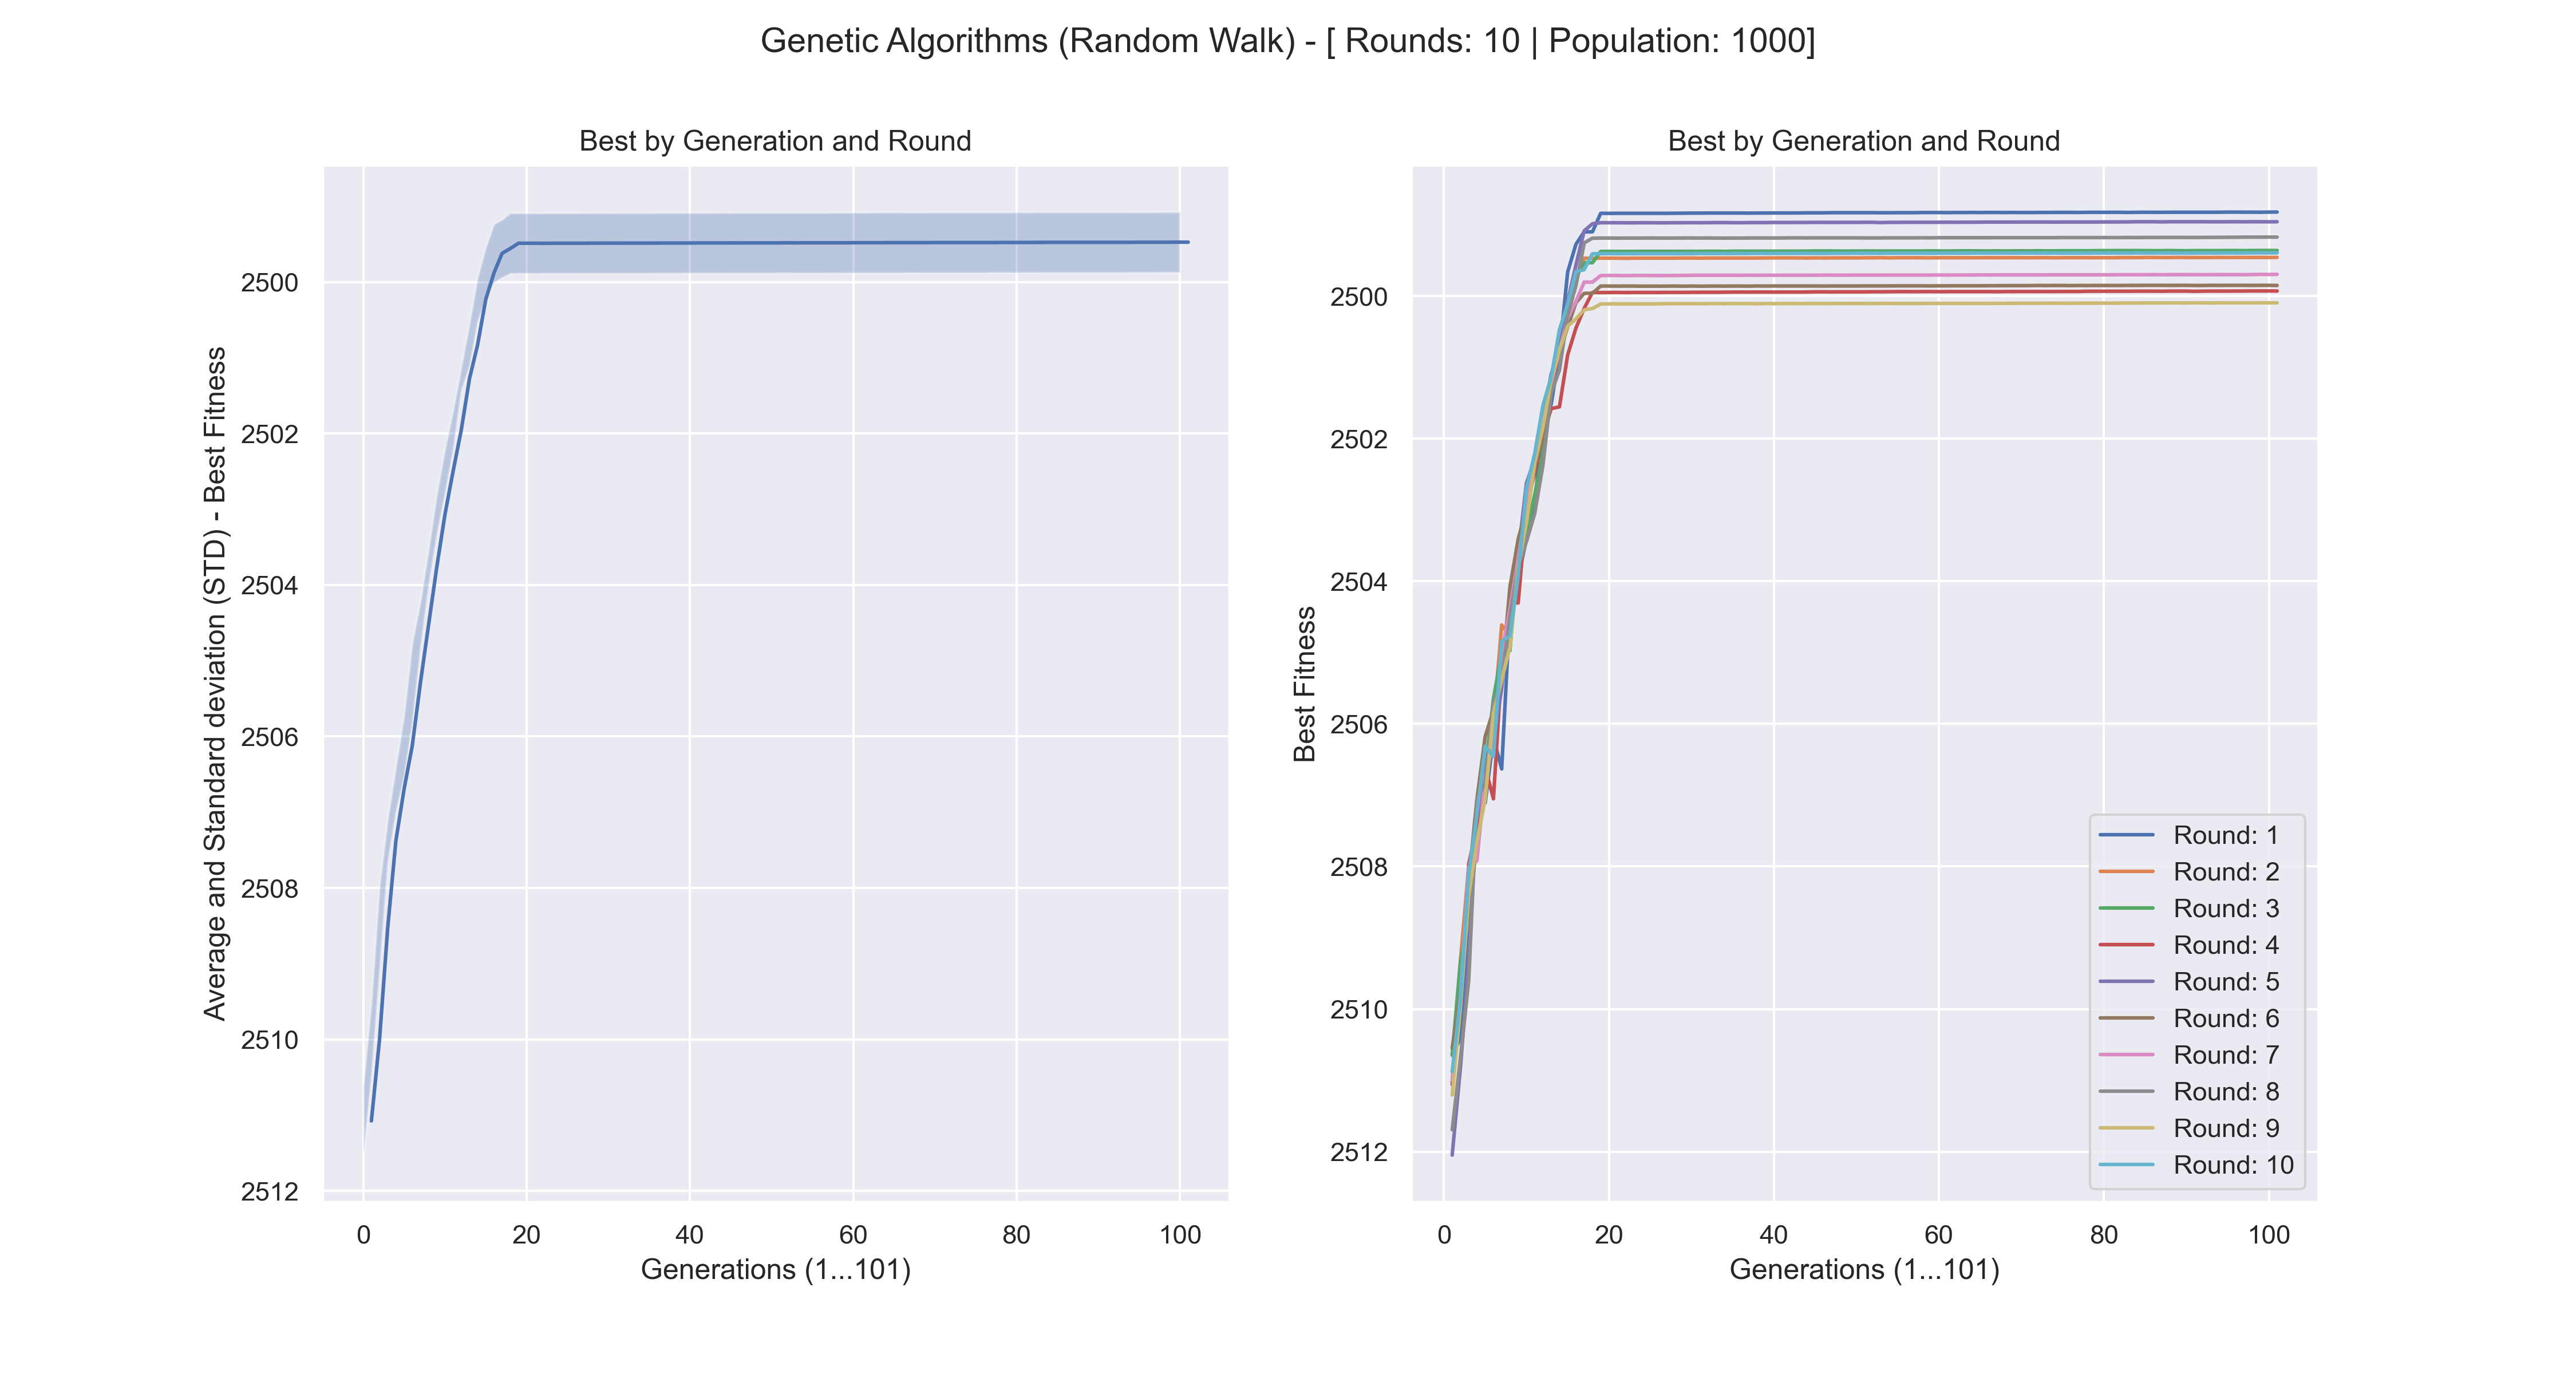 Genetic Algorithms (Random Walk) - [ Rounds: 10 | Population: 1000]
Best by Generation and Round
Average and Standard deviation (STD) - Best Fitness
2500
2502
2504
2506
2508
2510
2512
0 20 40 60 80 100
Generations (1...101)
Best by Generation and Round
Best Fitness
2500
2502
2504
2506
2508
2510
2512
0 20 40 60 80 100
Generations (1...101)
Round: 1
Round: 2
Round: 3
Round: 4
Round: 5
Round: 6
Round: 7
Round: 8
Round: 9
Round: 10